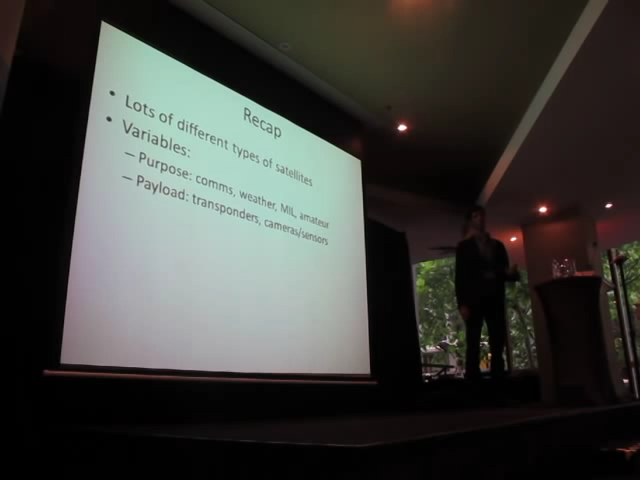 Recap
• Lots of different types of satellites
• Variables:
– Purpose: comms, weather, MIL, amateur
– Payload: transponders, cameras/sensors